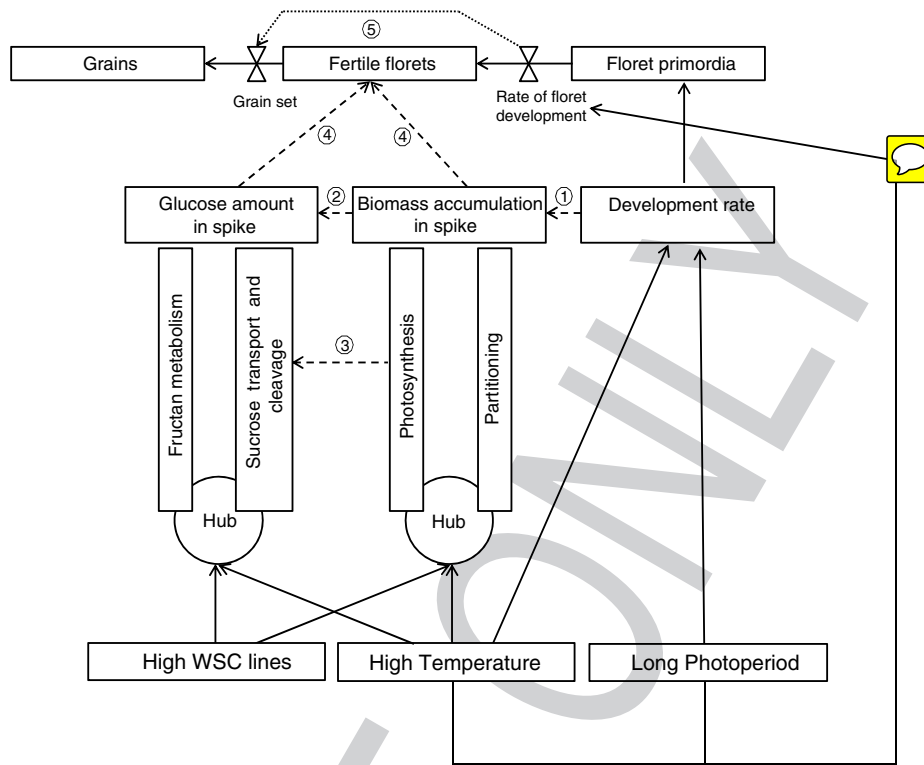 ⑤
Grains
Fertile florets
Floret primordia
Grain set
Rate of floret
development
④
④
Glucose amount
in spike
②
Biomass accumulation
in spike
①
Development rate
Fructan metabolism
Sucrose transport and
cleavage
③
Photosynthesis
Partitioning
Hub
Hub
High WSC lines
High Temperature
Long Photoperiod
ONLY